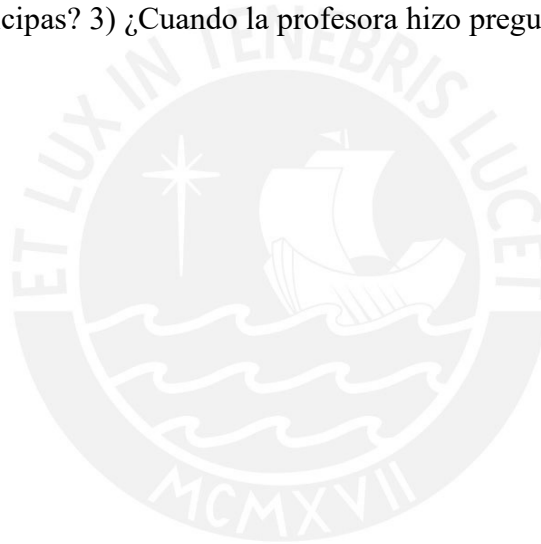 cipas? 3) ¿Cuando la profesora hizo pregu
ET LUX IN TENEBRIS LUCET
MCMXVII